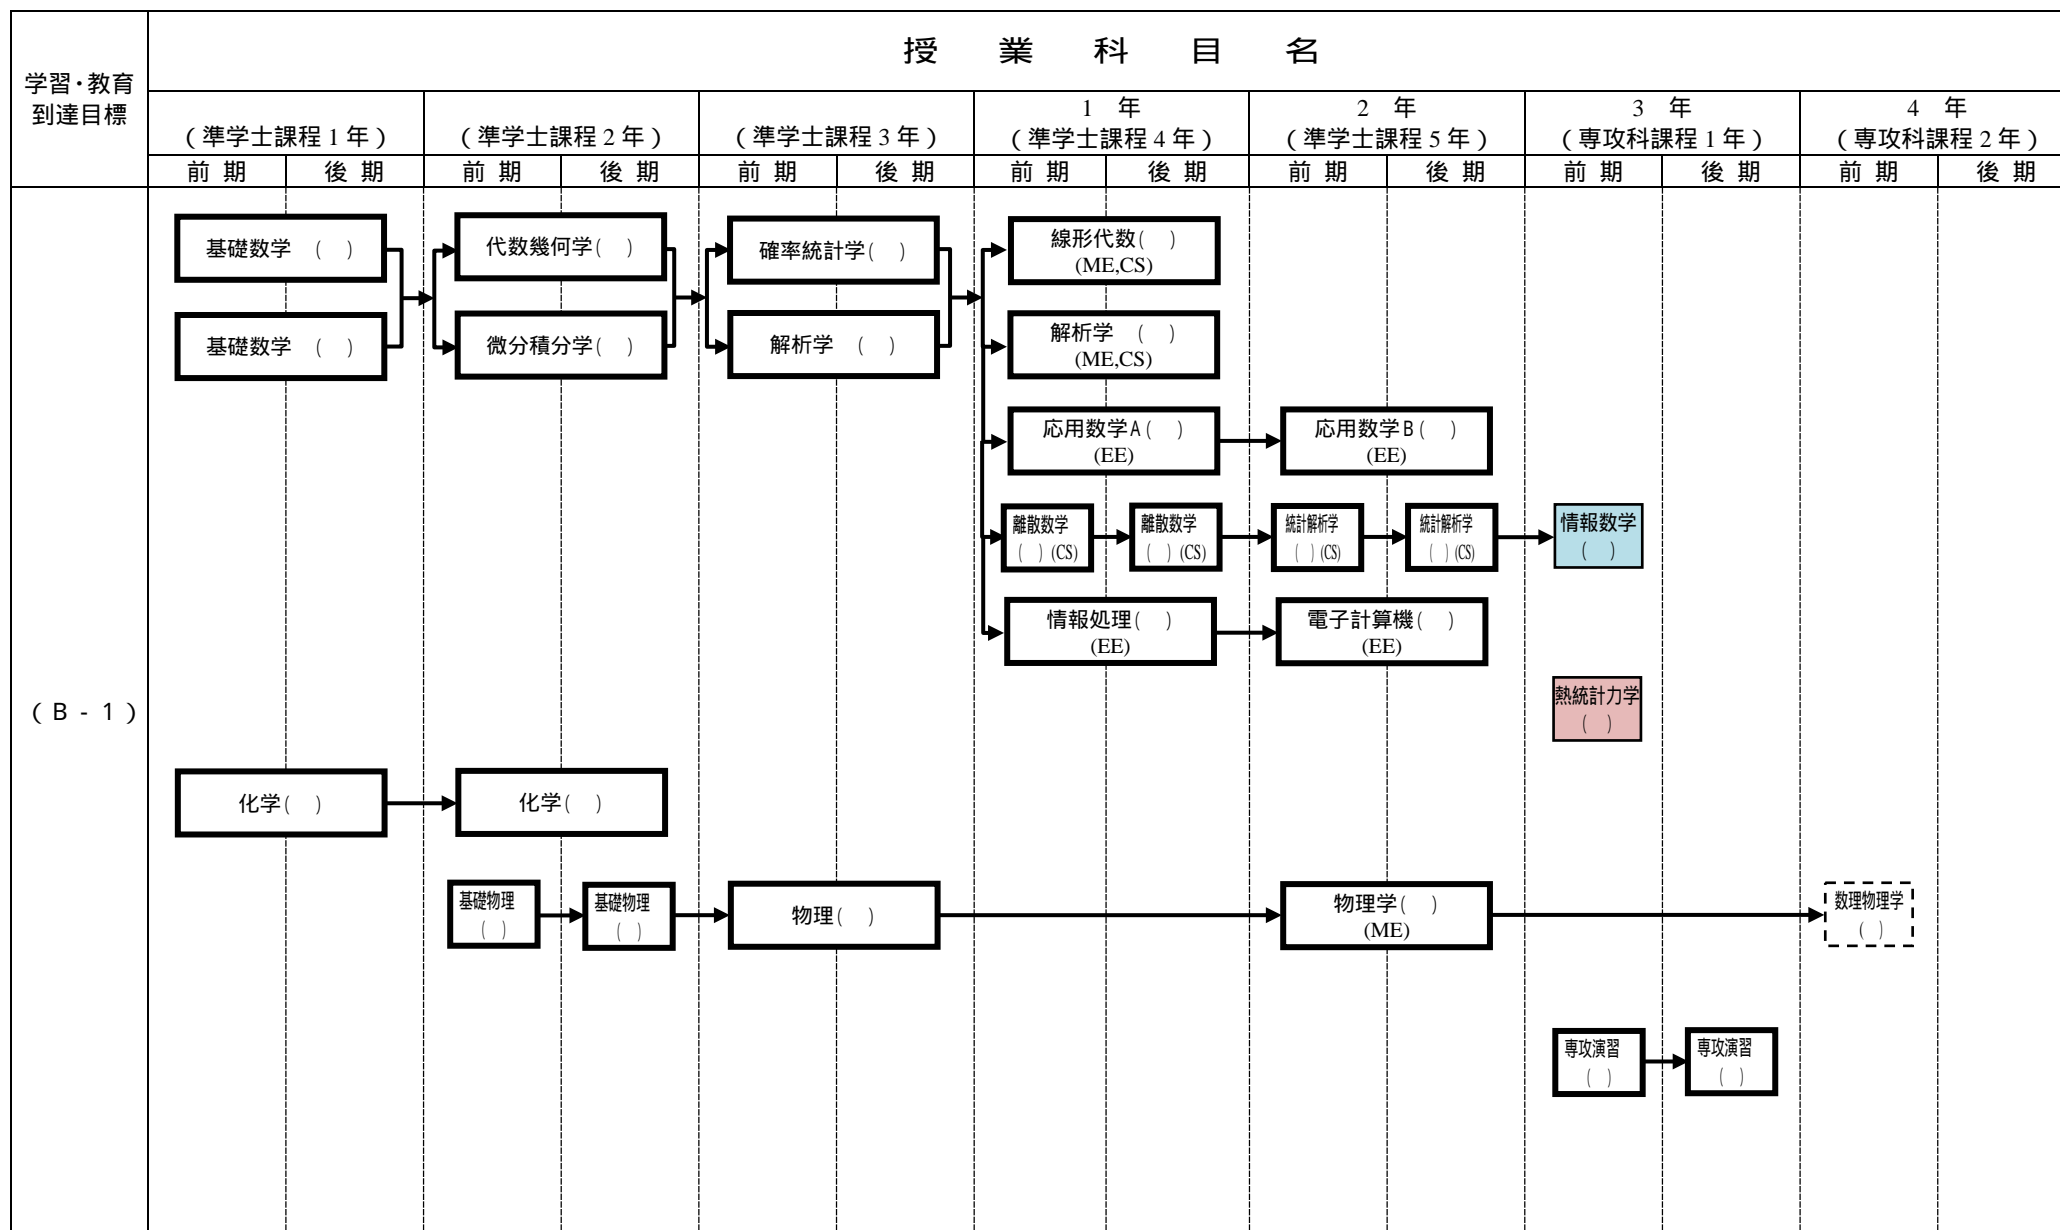 授 業 科 目 名
学習・教育
到達目標
1 年
2 年
3 年
4 年
(準学士課程 1 年)
(準学士課程 2 年)
(準学士課程 3 年)
(準学士課程 4 年)
(準学士課程 5 年)
(専攻科課程 1 年)
(専攻科課程 2 年)
前 期
後 期
前 期
後 期
前 期
後 期
前 期
後 期
前 期
後 期
前 期
後 期
前 期
後 期
基礎数学 ( )
代数幾何学( )
確率統計学( )
線形代数( )
(ME,CS)
基礎数学 ( )
微分積分学( )
解析学 ( )
解析学 ( )
(ME,CS)
応用数学A( )
(EE)
応用数学B( )
(EE)
離散数学
( ) (CS)
離散数学
( ) (CS)
統計解析学
( ) (CS)
統計解析学
( ) (CS)
情報数学
( )
情報処理( )
(EE)
電子計算機( )
(EE)
熱統計力学
( )
(B-1)
化学( )
化学( )
基礎物理
( )
基礎物理
( )
物理( )
物理学( )
(ME)
数理物理学
( )
専攻演習
( )
専攻演習
( )